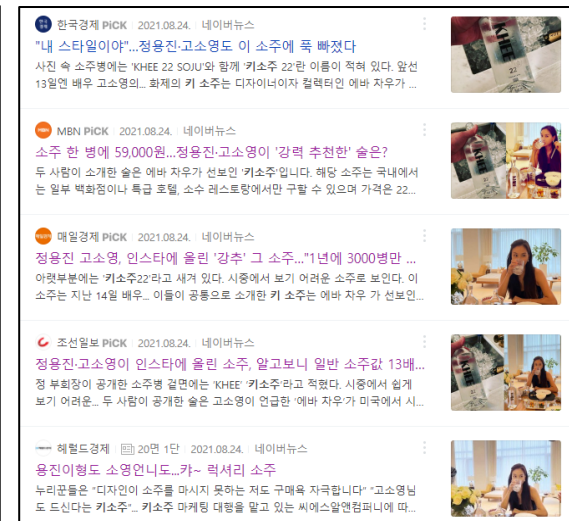 한국경제 PiCK 2021.08.24. 네이버뉴스
"내 스타일이야"...정용진·고소영도 이 소주에 푹 빠졌다
사진 속 소주병에는 'KHEE 22 SOJU'와 함께 '키소주 22'란 이름이 적혀 있다. 앞선
13일엔 배우 고소영의... 화제의 키 소주는 디자이너이자 컬렉터인 에바 차우가 ...
MBN PiCK 2021.08.24. 네이버뉴스
소주 한 병에 59,000원...정용진·고소영이 '강력 추천한' 술은?
두 사람이 소개한 술은 에바 차우가 선보인 '키소주'입니다. 해당 소주는 국내에서
는 일부 백화점이나 특급 호텔, 소수 레스토랑에서만 구할 수 있으며 가격은 22...
매일경제 PiCK 2021.08.24. 네이버뉴스
정용진 고소영, 인스타에 올린 '강추' 그 소주..."1년에 3000병만 ...
아랫부분에는 '키소주22'라고 새겨 있다. 시중에서 보기 어려운 소주로 보인다. 이
소주는 지난 14일 배우... 이들이 공통으로 소개한 키 소주는 에바 차우 가 선보인...
조선일보 PiCK 2021.08.24. 네이버뉴스
정용진·고소영이 인스타에 올린 소주, 알고보니 일반 소주값 13배...
정 부회장이 공개한 소주병 겉면에는 'KHEE' '키소주'라고 적혔다. 시중에서 쉽게
보기 어려운... 두 사람이 공개한 술은 고소영이 언급한 '에바 차우'가 미국에서 시...
헤럴드경제 20면 1단 2021.08.24. 네이버뉴스
용진이형도 소영언니도...캬~ 럭셔리 소주
누리꾼들은 "디자인이 소주를 마시지 못하는 저도 구매욕 자극합니다" "고소영님
도 드신다는 키소주"... 키소주 마케팅 대행을 맡고 있는 씨에스알앤컴퍼니에 따...
KHEE
22